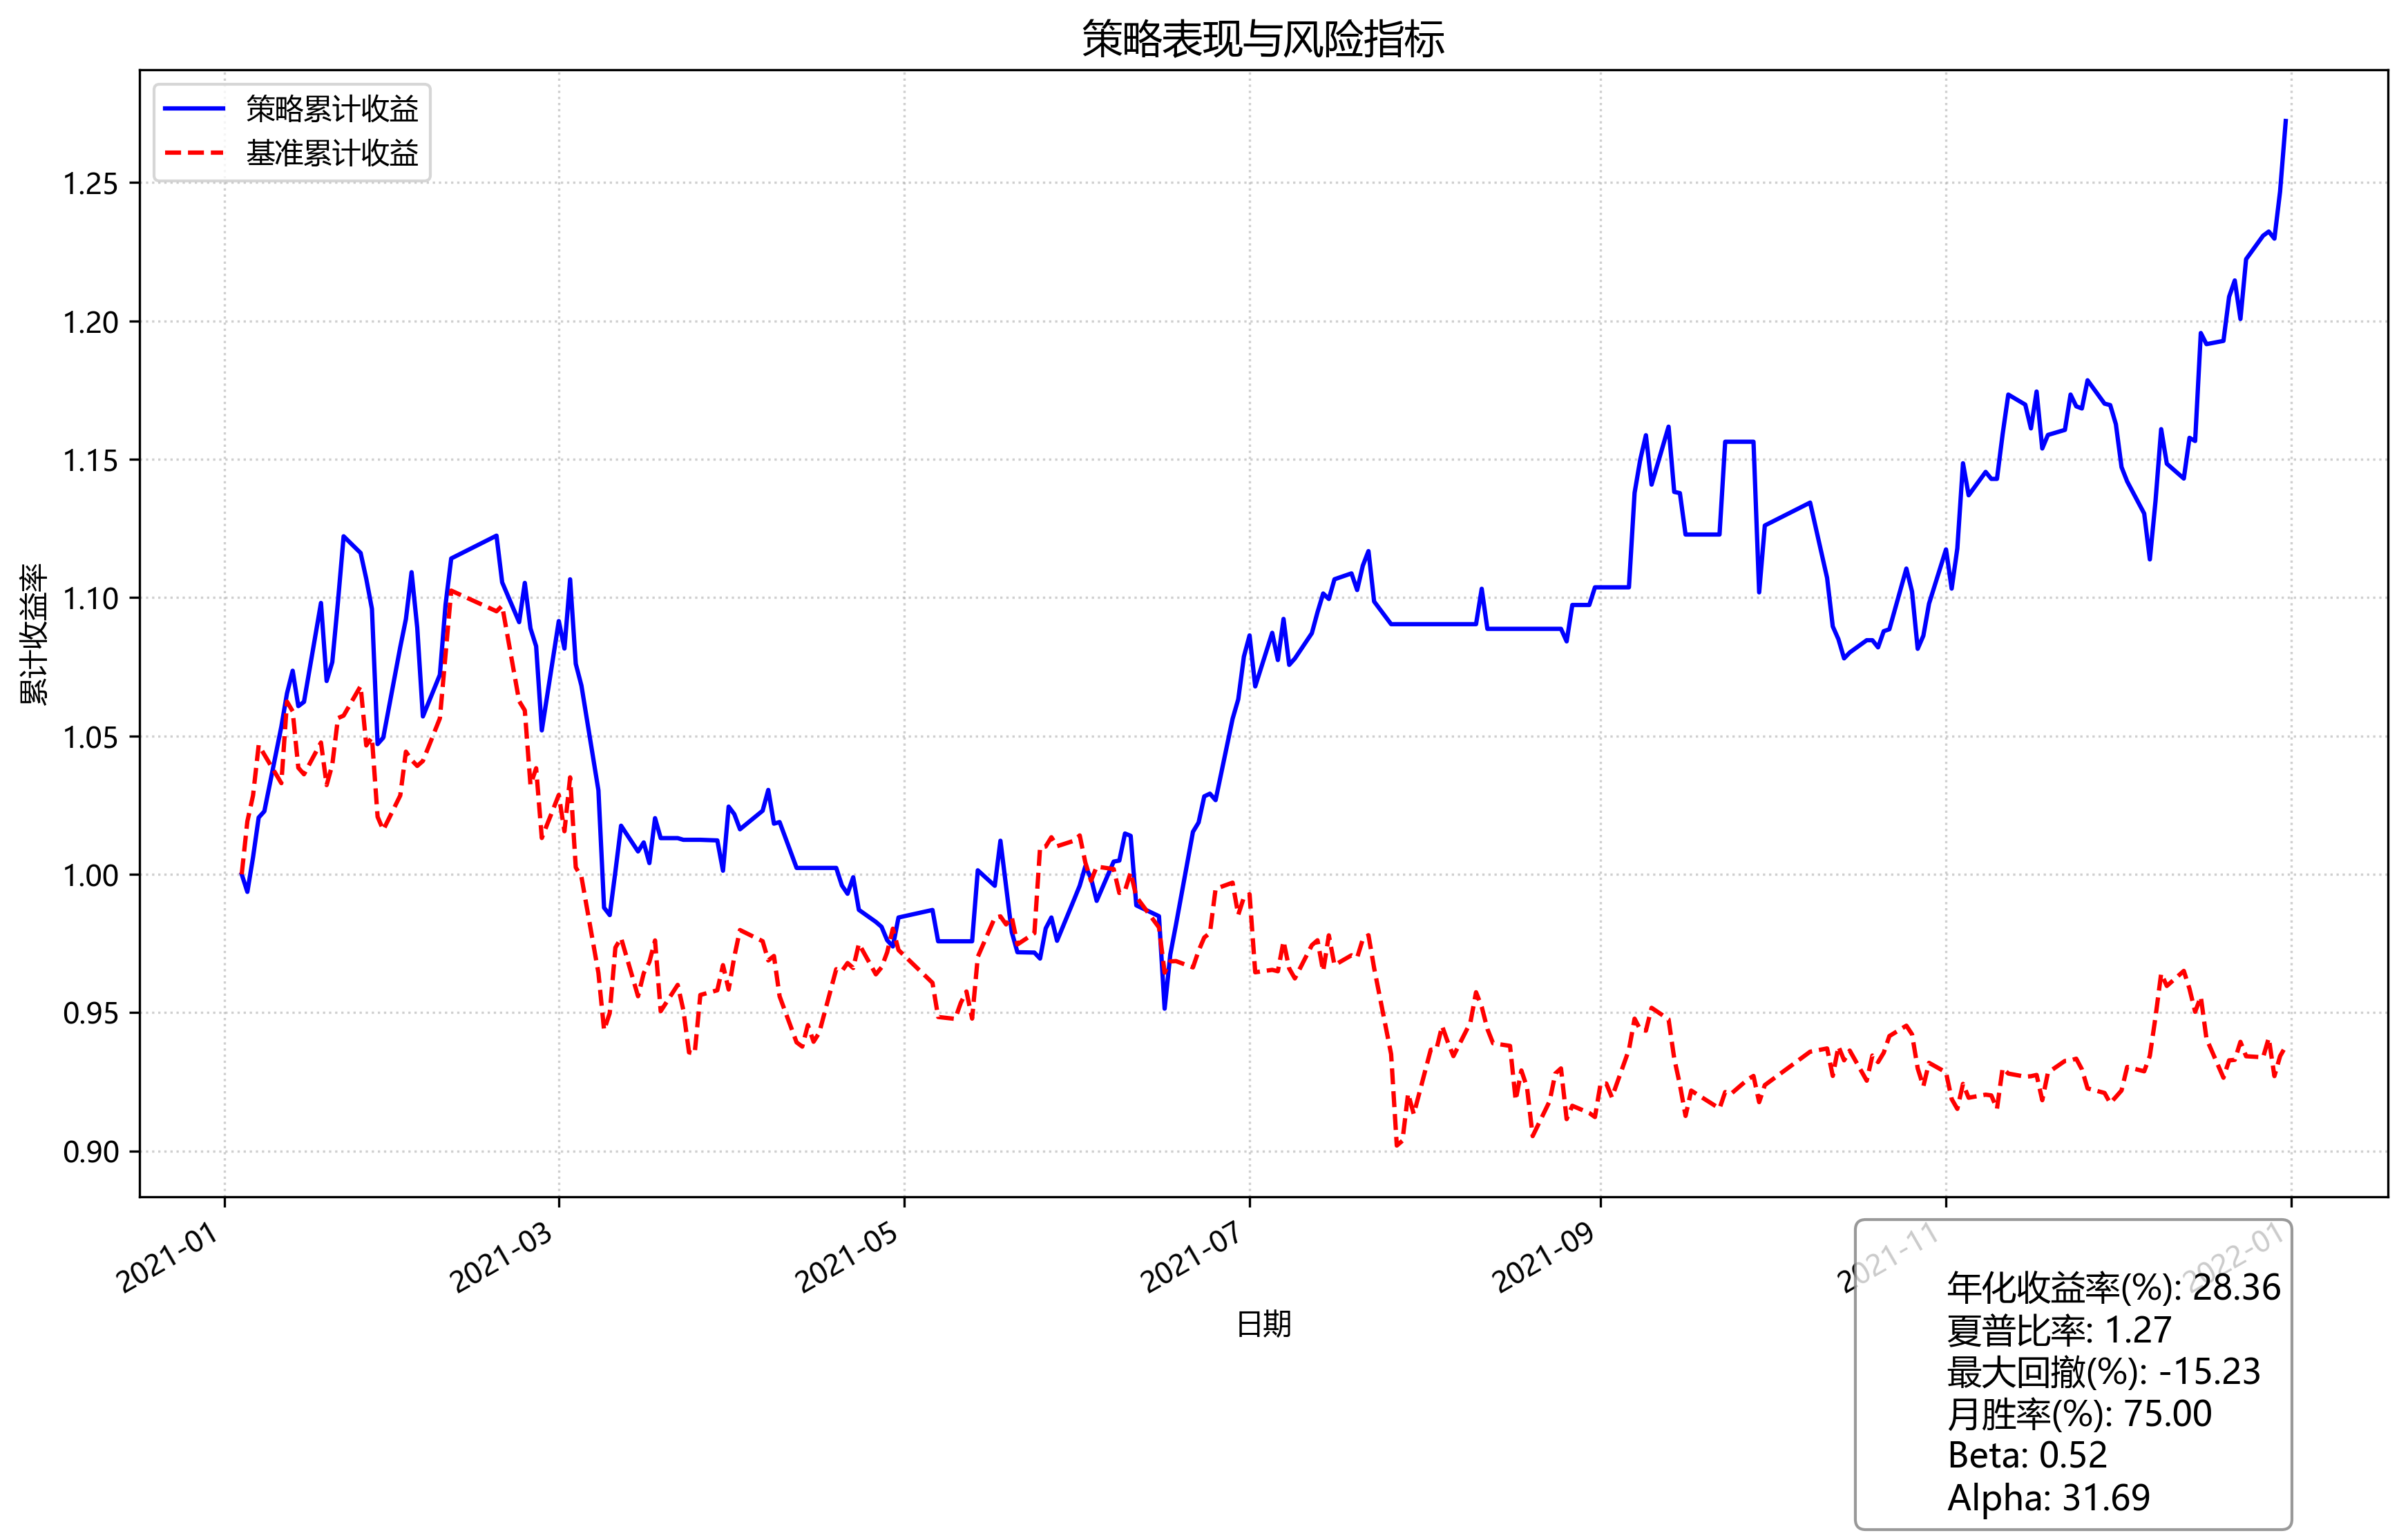 策略表现与风险指标
策略累计收益
基准累计收益
1.25
1.20
1.15
1.10
1.05
1.00
0.95
0.90
累计收益率
2021-01
2021-03
2021-05
2021-07
2021-09
2021-11
2022-01
日期
年化收益率(%): 28.36
夏普比率: 1.27
最大回撤(%): -15.23
月胜率(%): 75.00
Beta: 0.52
Alpha: 31.69